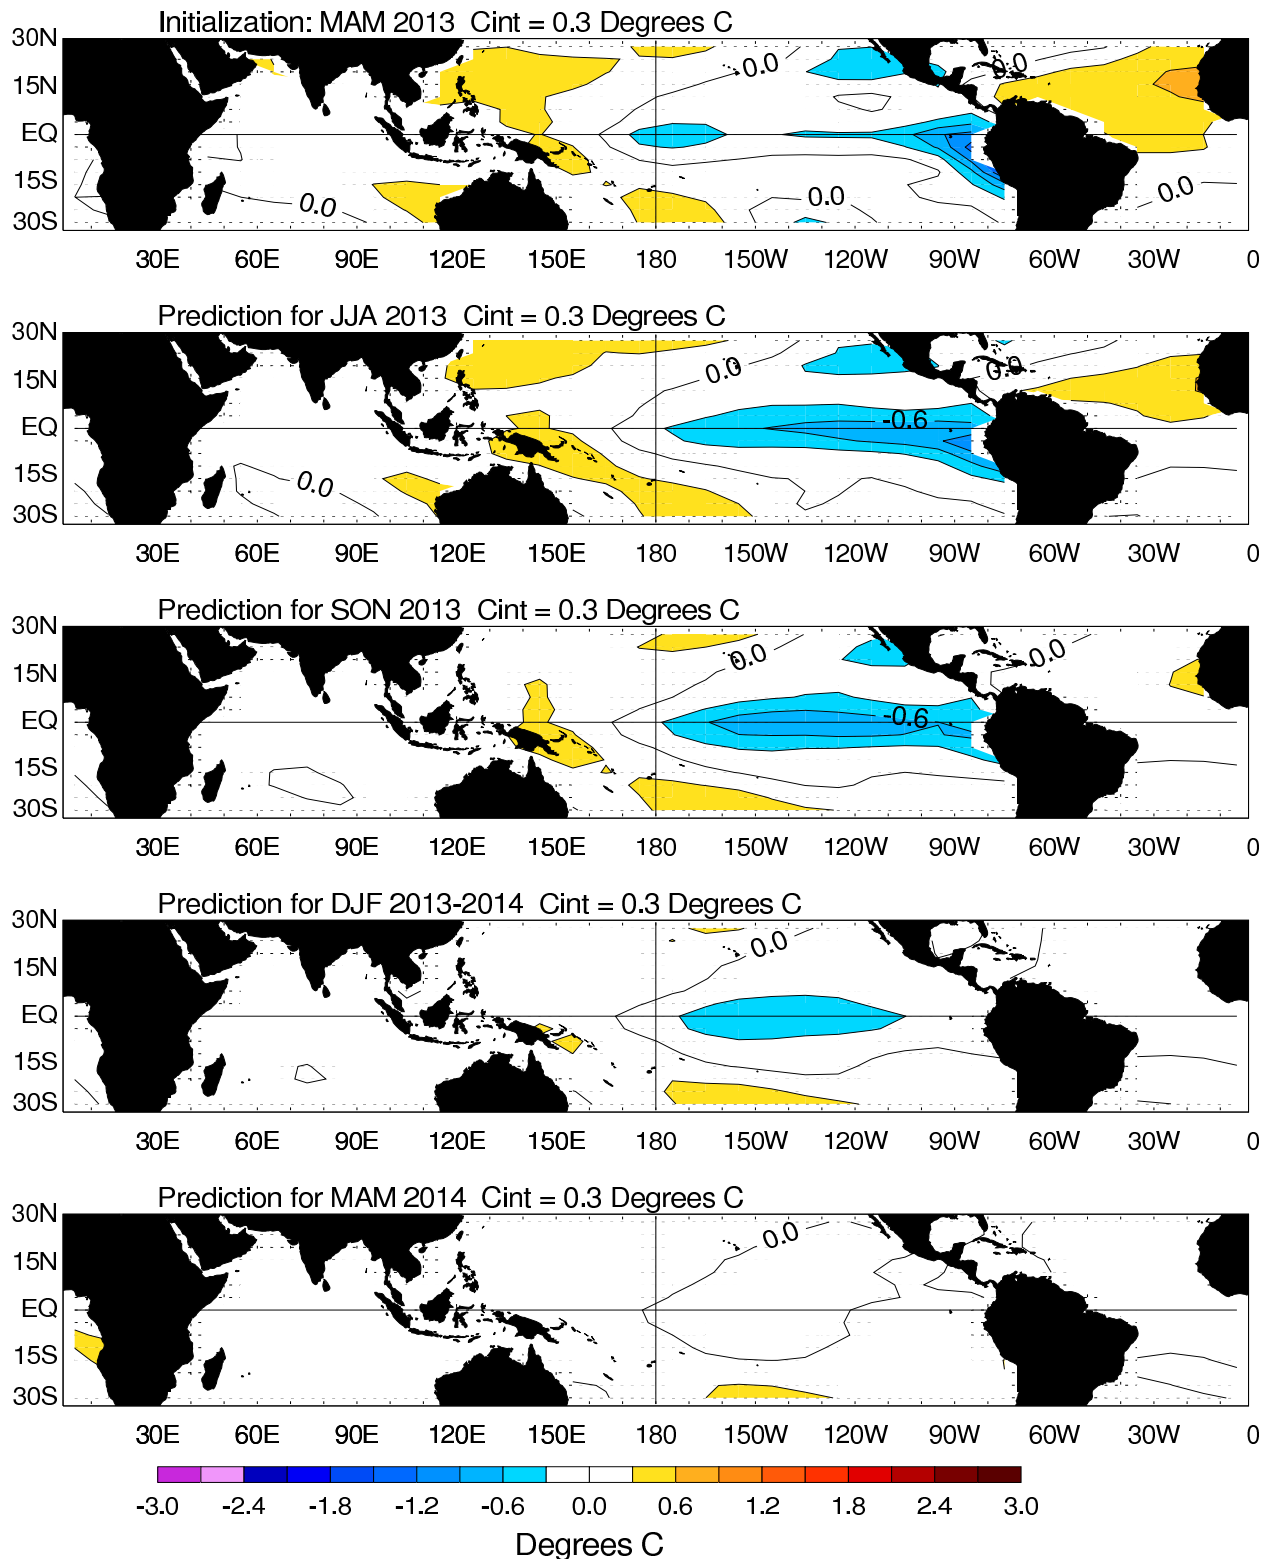 Initialization: MAM 2013  Cint = 0.3 Degrees C
30N
15N
EQ
15S
30S
0.0
0.0
0.0
0.0
0.0
30E 60E 90E 120E 150E 180 150W 120W 90W 60W 30W 0
Prediction for JJA 2013  Cint = 0.3 Degrees C
30N
15N
EQ
15S
30S
0.0
0.0
-0.6
0.0
30E 60E 90E 120E 150E 180 150W 120W 90W 60W 30W 0
Prediction for SON 2013  Cint = 0.3 Degrees C
30N
15N
EQ
15S
30S
0.0
0.0
-0.6
30E 60E 90E 120E 150E 180 150W 120W 90W 60W 30W 0
Prediction for DJF 2013-2014  Cint = 0.3 Degrees C
30N
15N
EQ
15S
30S
0.0
30E 60E 90E 120E 150E 180 150W 120W 90W 60W 30W 0
Prediction for MAM 2014  Cint = 0.3 Degrees C
30N
15N
EQ
15S
30S
0.0
30E 60E 90E 120E 150E 180 150W 120W 90W 60W 30W 0
-3.0 -2.4 -1.8 -1.2 -0.6 0.0 0.6 1.2 1.8 2.4 3.0
Degrees C